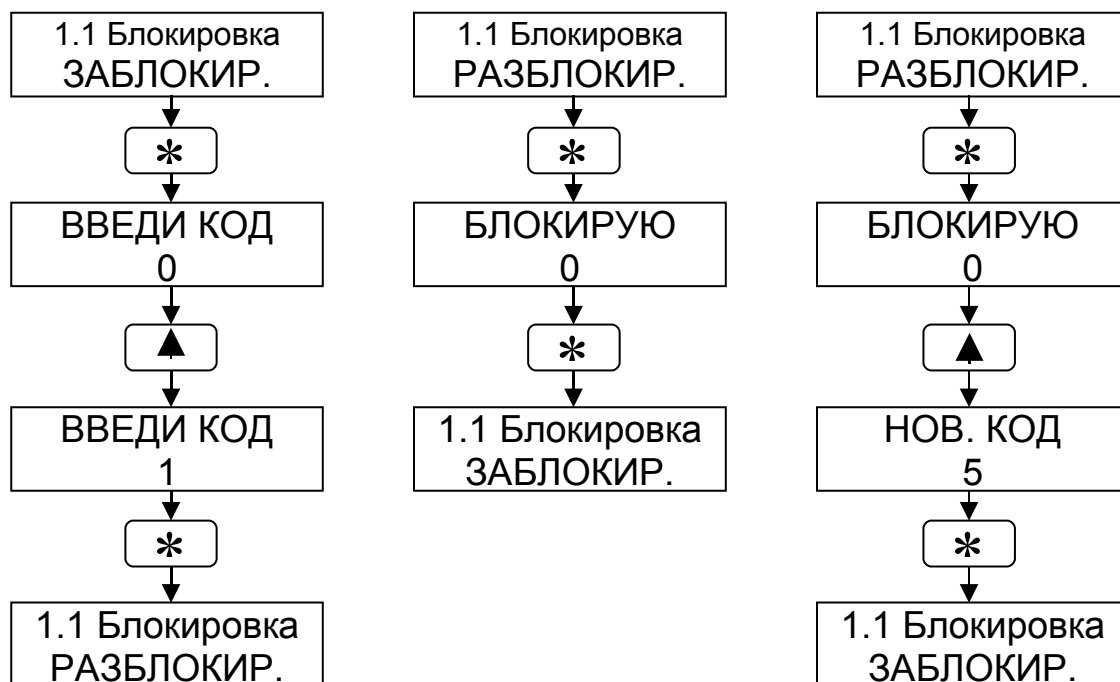 1.1 Блокировка
ЗАБЛОКИР.
*
ВВЕДИ КОД
0
ВВЕДИ КОД
1
*
1.1 Блокировка
РАЗБЛОКИР.
1.1 Блокировка
РАЗБЛОКИР.
*
БЛОКИРУЮ
0
*
1.1 Блокировка
ЗАБЛОКИР.
1.1 Блокировка
РАЗБЛОКИР.
*
БЛОКИРУЮ
0
НОВ. КОД
5
*
1.1 Блокировка
ЗАБЛОКИР.